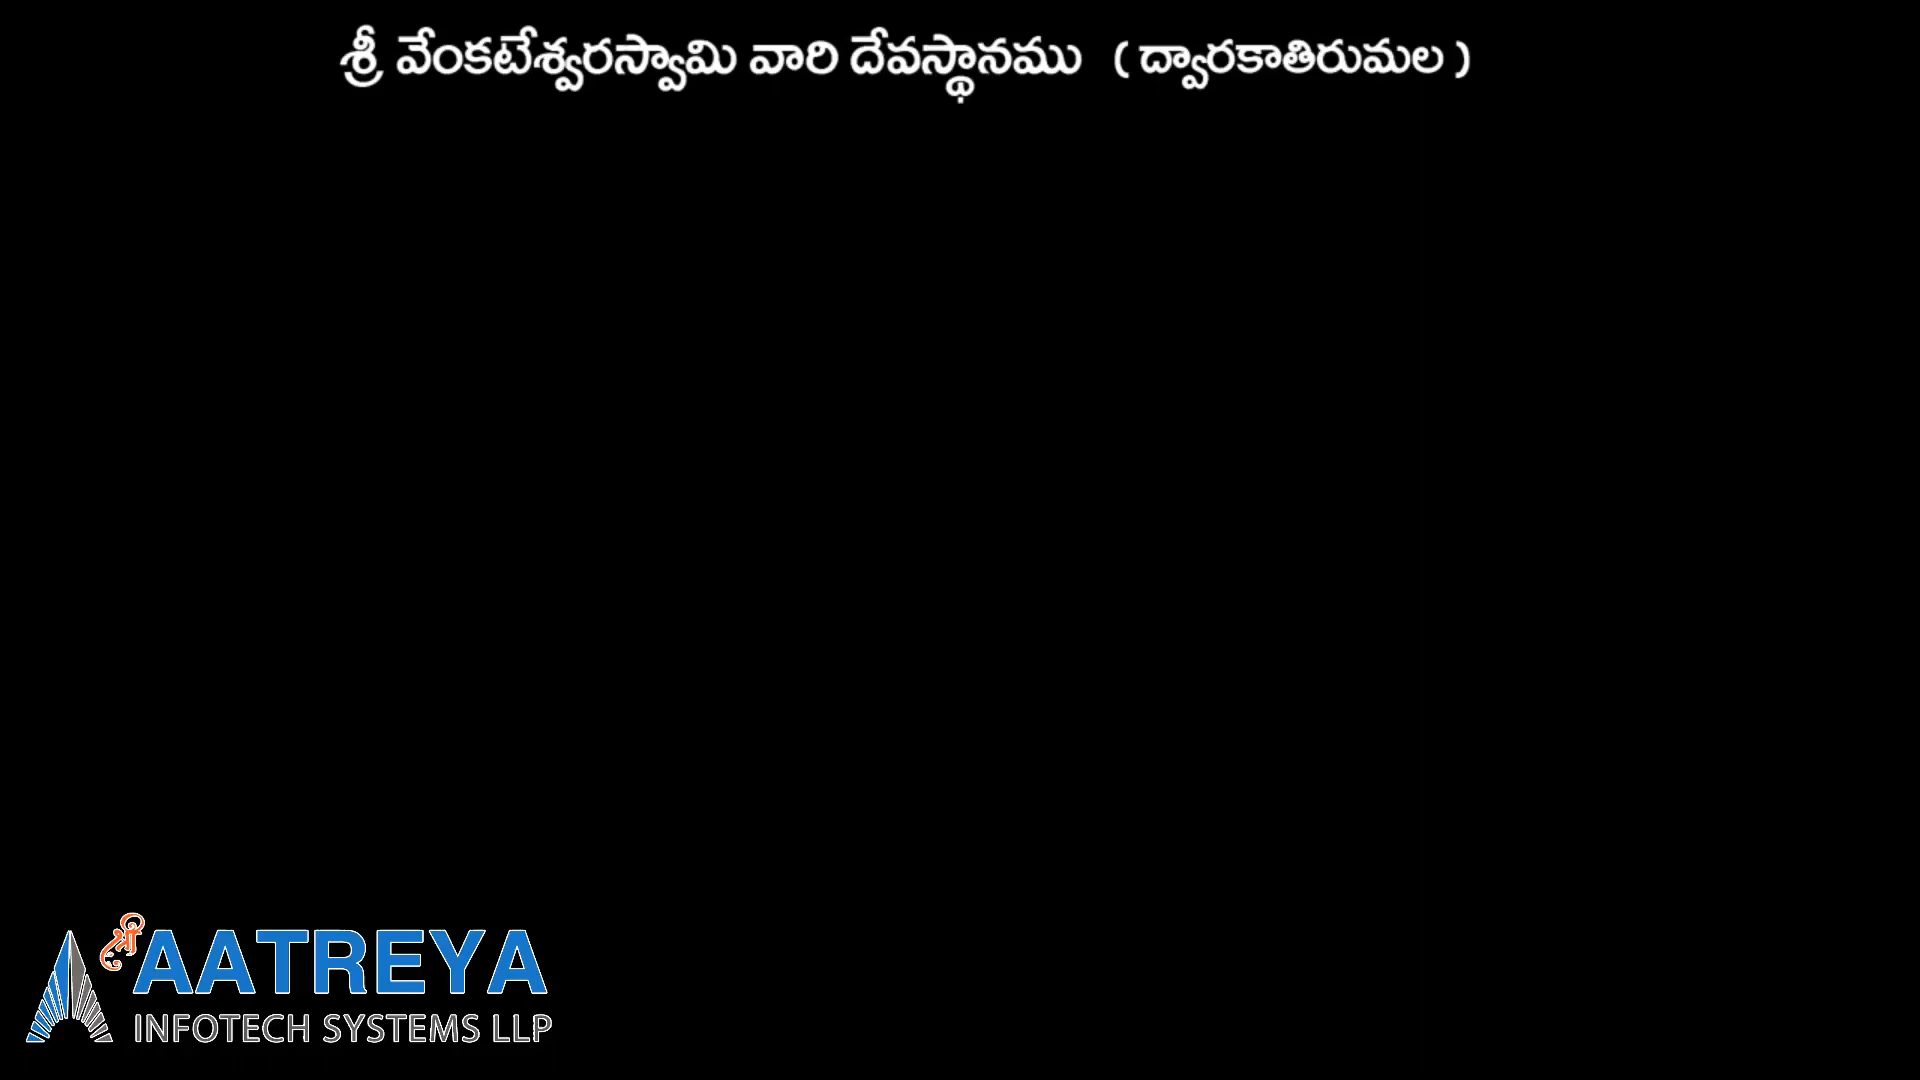 శ్రీ వేంకటేశ్వరస్వామి వారి దేవస్థానము ( ద్వారకాతిరుమల )
श्री AATREYA
INFOTECH SYSTEMS LLP